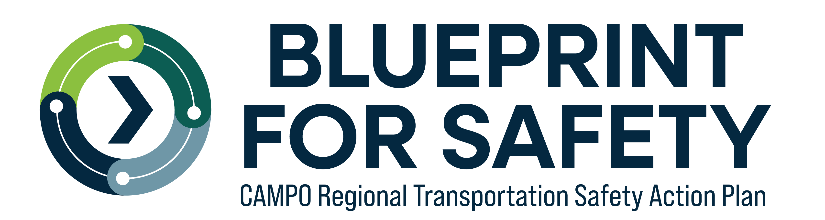 BLUEPRINT
FOR SAFETY
CAMPO Regional Transportation Safety Action Plan